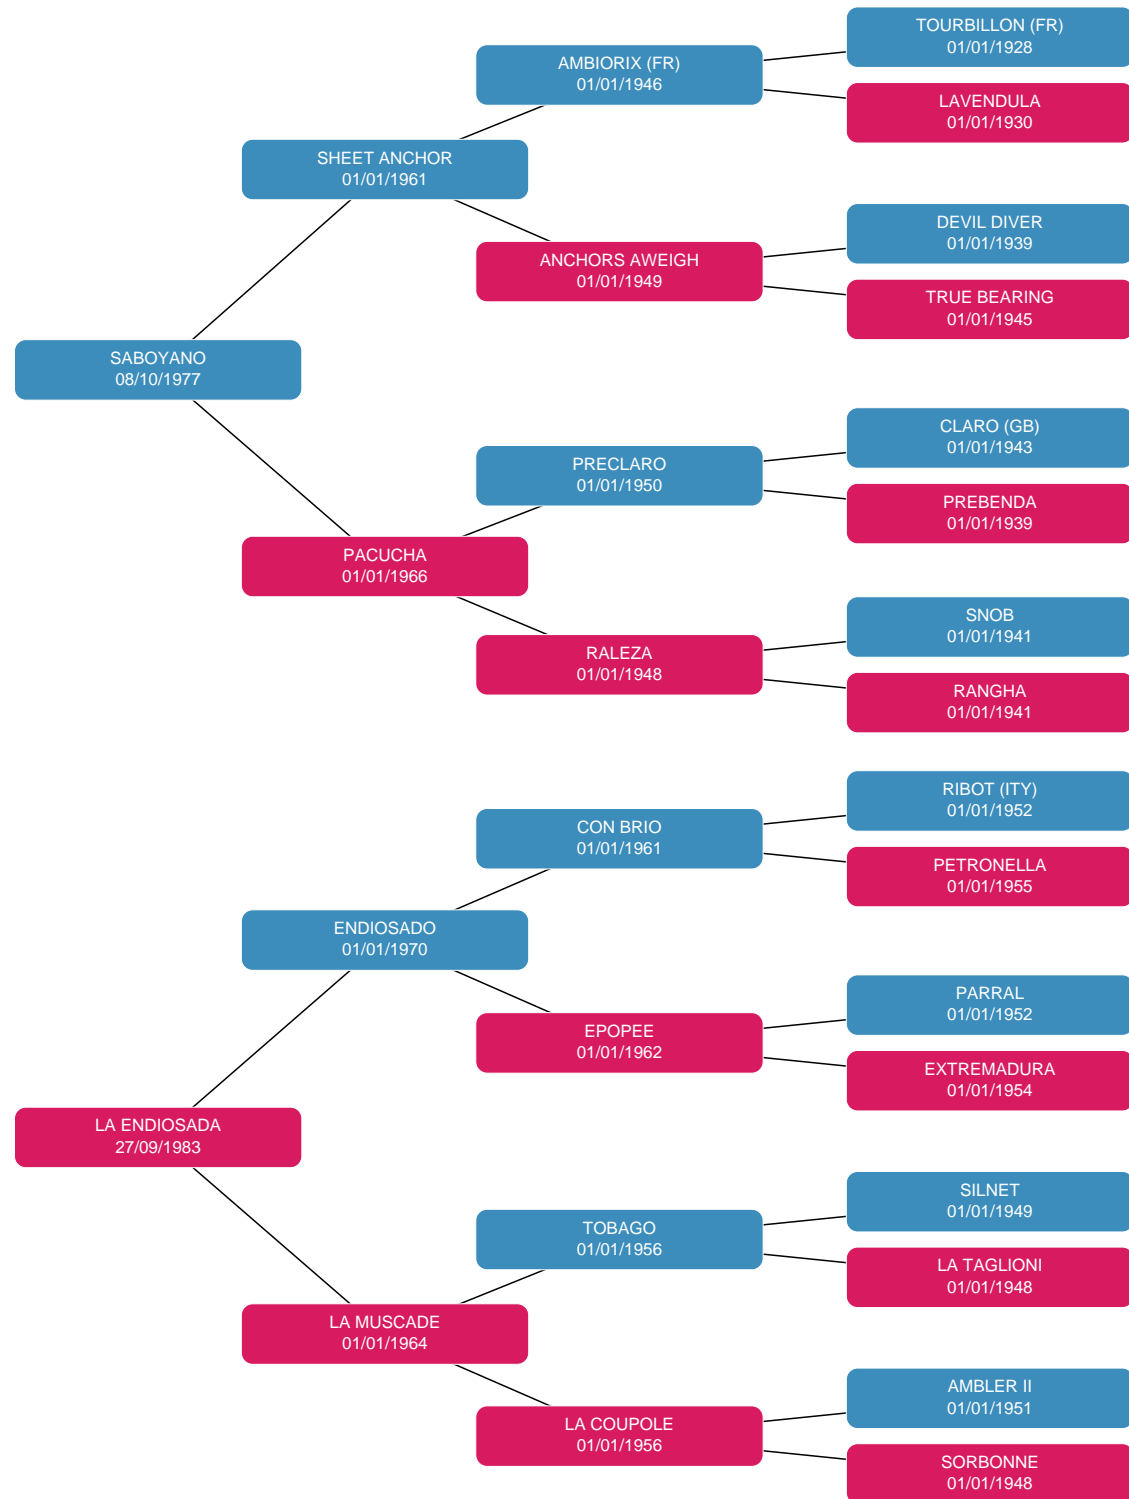 TOURBILLON (FR)
01/01/1928
AMBIORIX (FR)
01/01/1946
LAVENDULA
01/01/1930
SHEET ANCHOR
01/01/1961
DEVIL DIVER
01/01/1939
ANCHORS AWEIGH
01/01/1949
TRUE BEARING
01/01/1945
SABOYANO
08/10/1977
CLARO (GB)
01/01/1943
PRECLARO
01/01/1950
PREBENDA
01/01/1939
PACUCHA
01/01/1966
SNOB
01/01/1941
RALEZA
01/01/1948
RANGHA
01/01/1941
RIBOT (ITY)
01/01/1952
CON BRIO
01/01/1961
PETRONELLA
01/01/1955
ENDIOSADO
01/01/1970
PARRAL
01/01/1952
EPOPEE
01/01/1962
EXTREMADURA
01/01/1954
LA ENDIOSADA
27/09/1983
SILNET
01/01/1949
TOBAGO
01/01/1956
LA TAGLIONI
01/01/1948
LA MUSCADE
01/01/1964
AMBLER II
01/01/1951
LA COUPOLE
01/01/1956
SORBONNE
01/01/1948